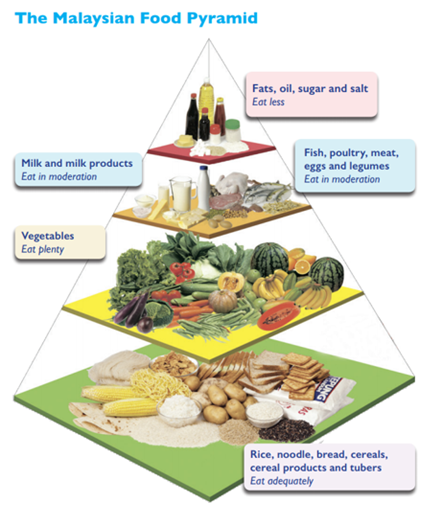 The Malaysian Food Pyramid
Fats, oil, sugar and salt
Eat less
Milk and milk products
Eat in moderation
Fish, poultry, meat,
eggs and legumes
Eat in moderation
Vegetables
Eat plenty
Rice, noodle, bread, cereals,
cereal products and tubers
Eat adequately